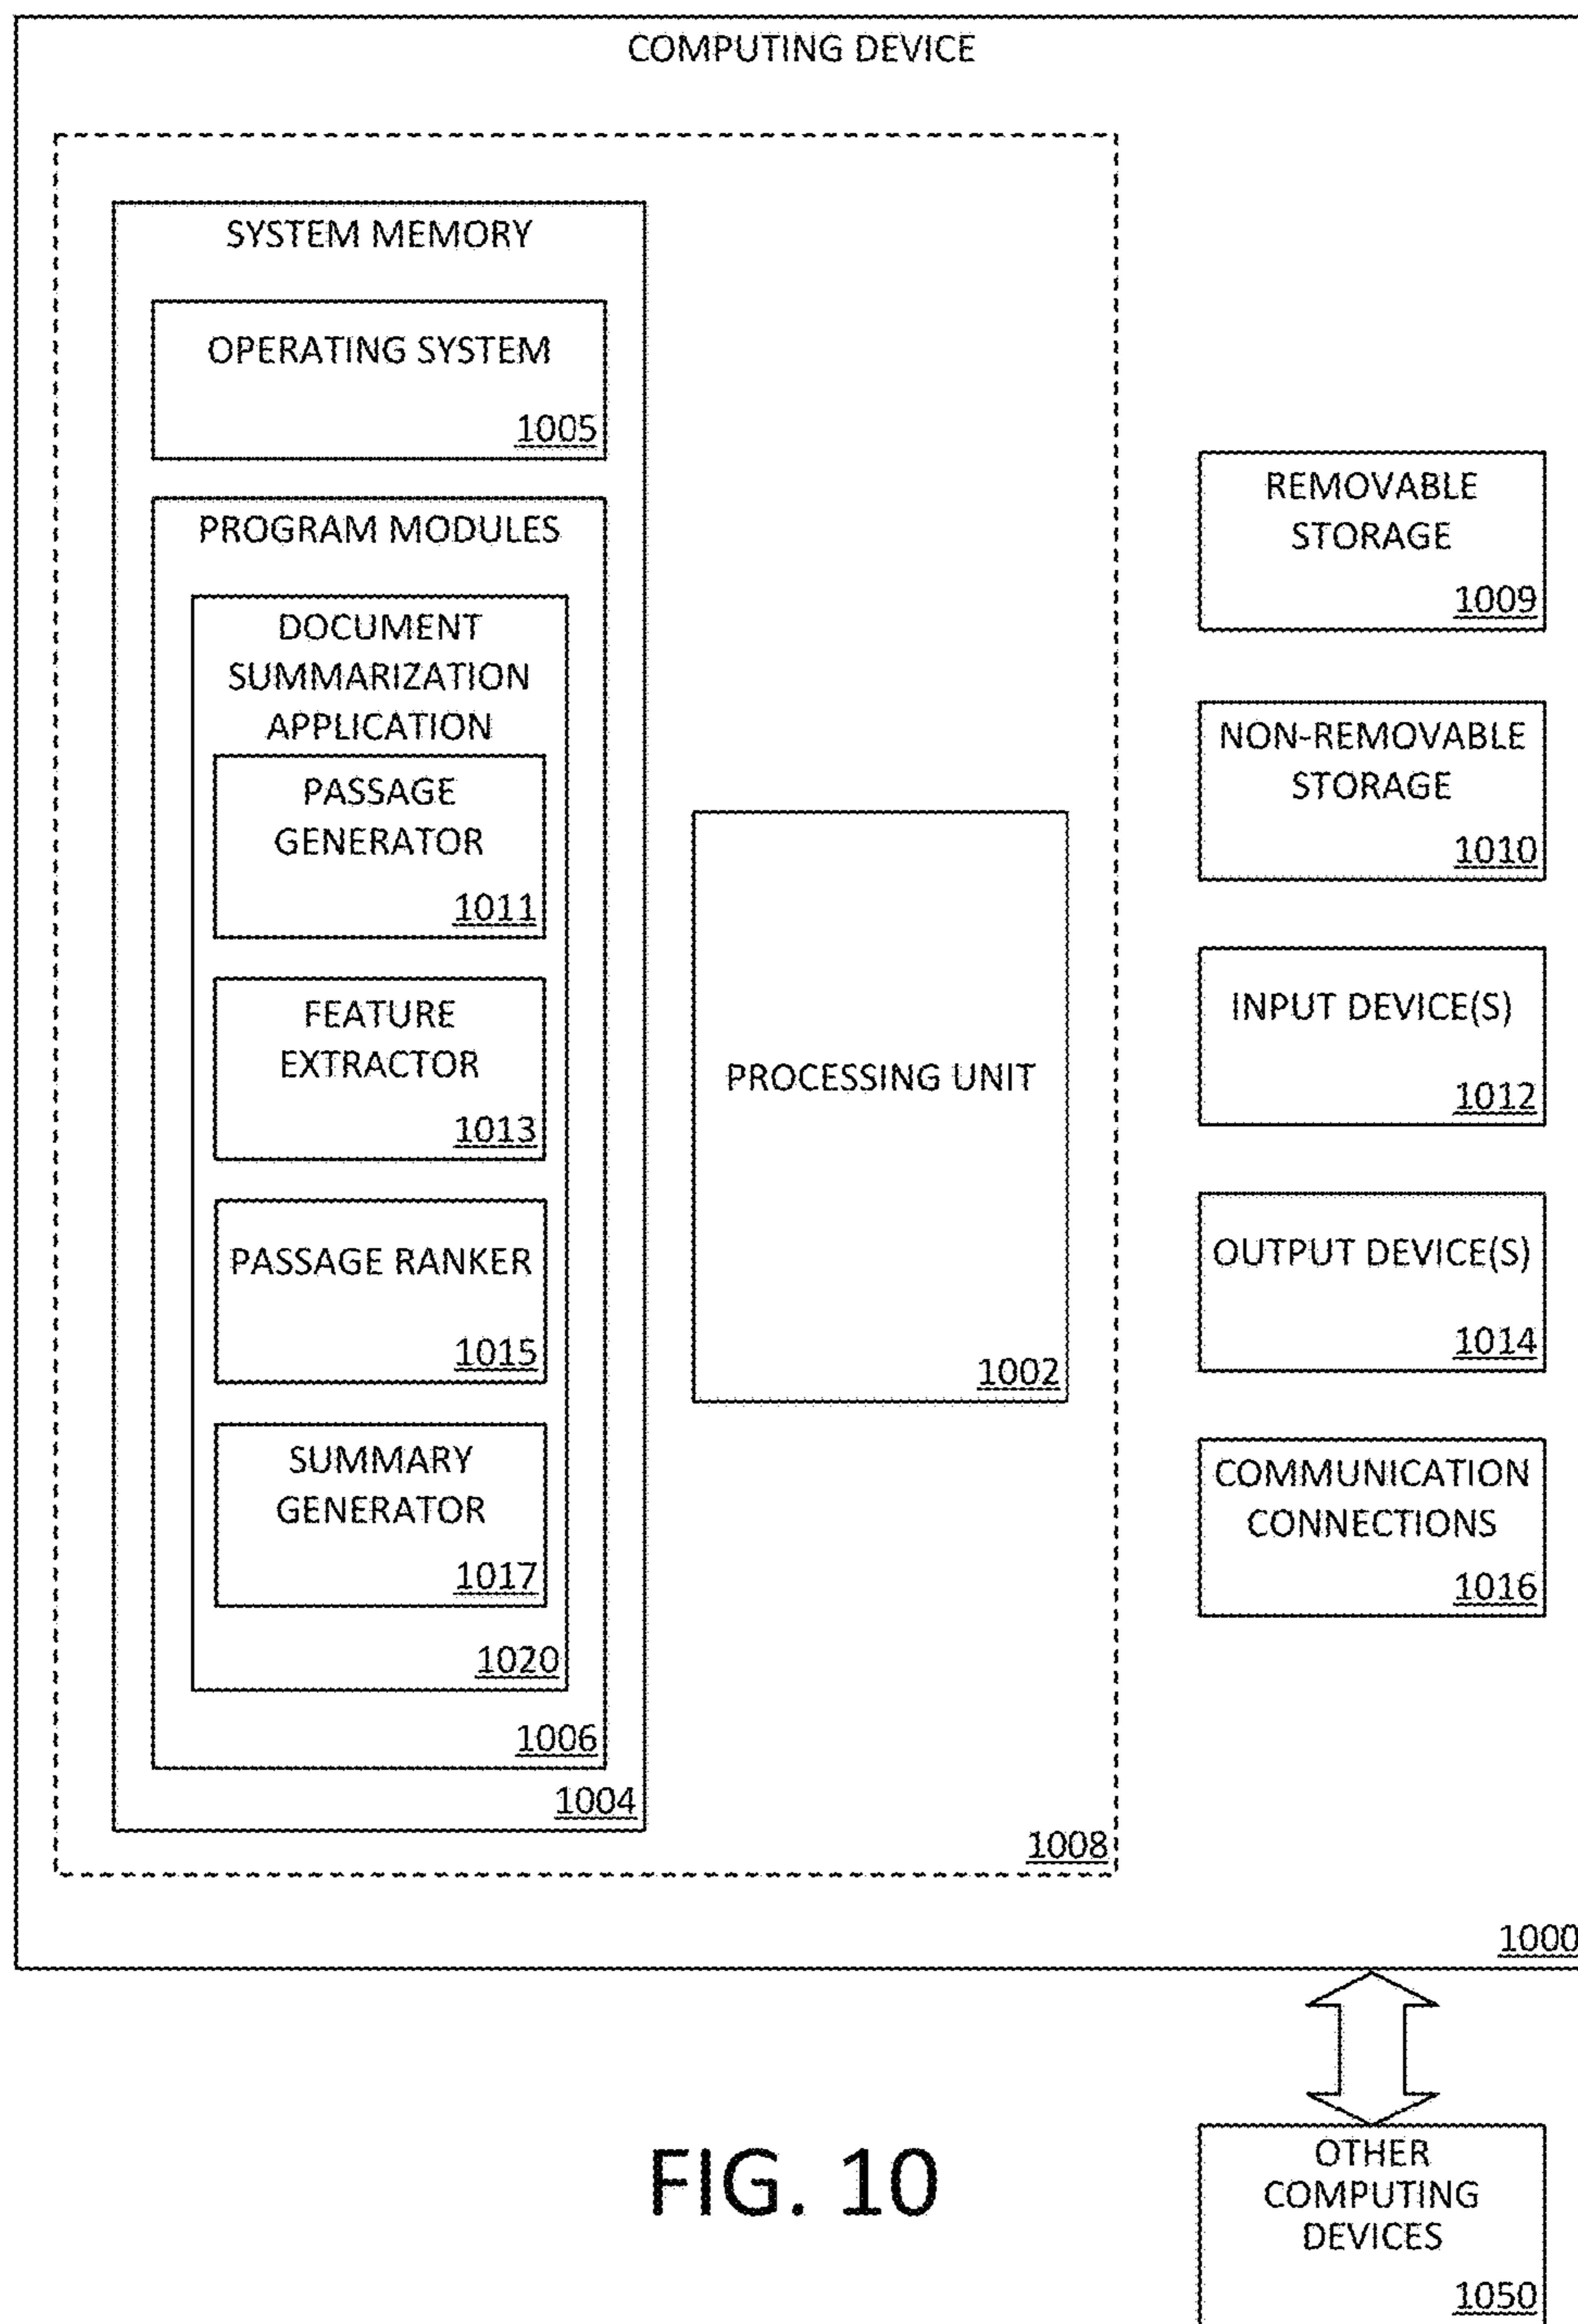 COMPUTING DEVICE
SYSTEM MEMORY
OPERATING SYSTEM
1005
PROGRAM MODULES
DOCUMENT
SUMMARIZATION
APPLICATION
PASSAGE
GENERATOR
1011
FEATURE
EXTRACTOR
1013
PASSAGE RANKER
1015
SUMMARY
GENERATOR
1017
1020
1006
1004
PROCESSING UNIT
1002
1008
REMOVABLE
STORAGE
1009
NON-REMOVABLE
STORAGE
1010
INPUT DEVICE(S)
1012
OUTPUT DEVICE(S)
1014
COMMUNICATION
CONNECTIONS
1016
1000
OTHER
COMPUTING
DEVICES
1050
FIG. 10